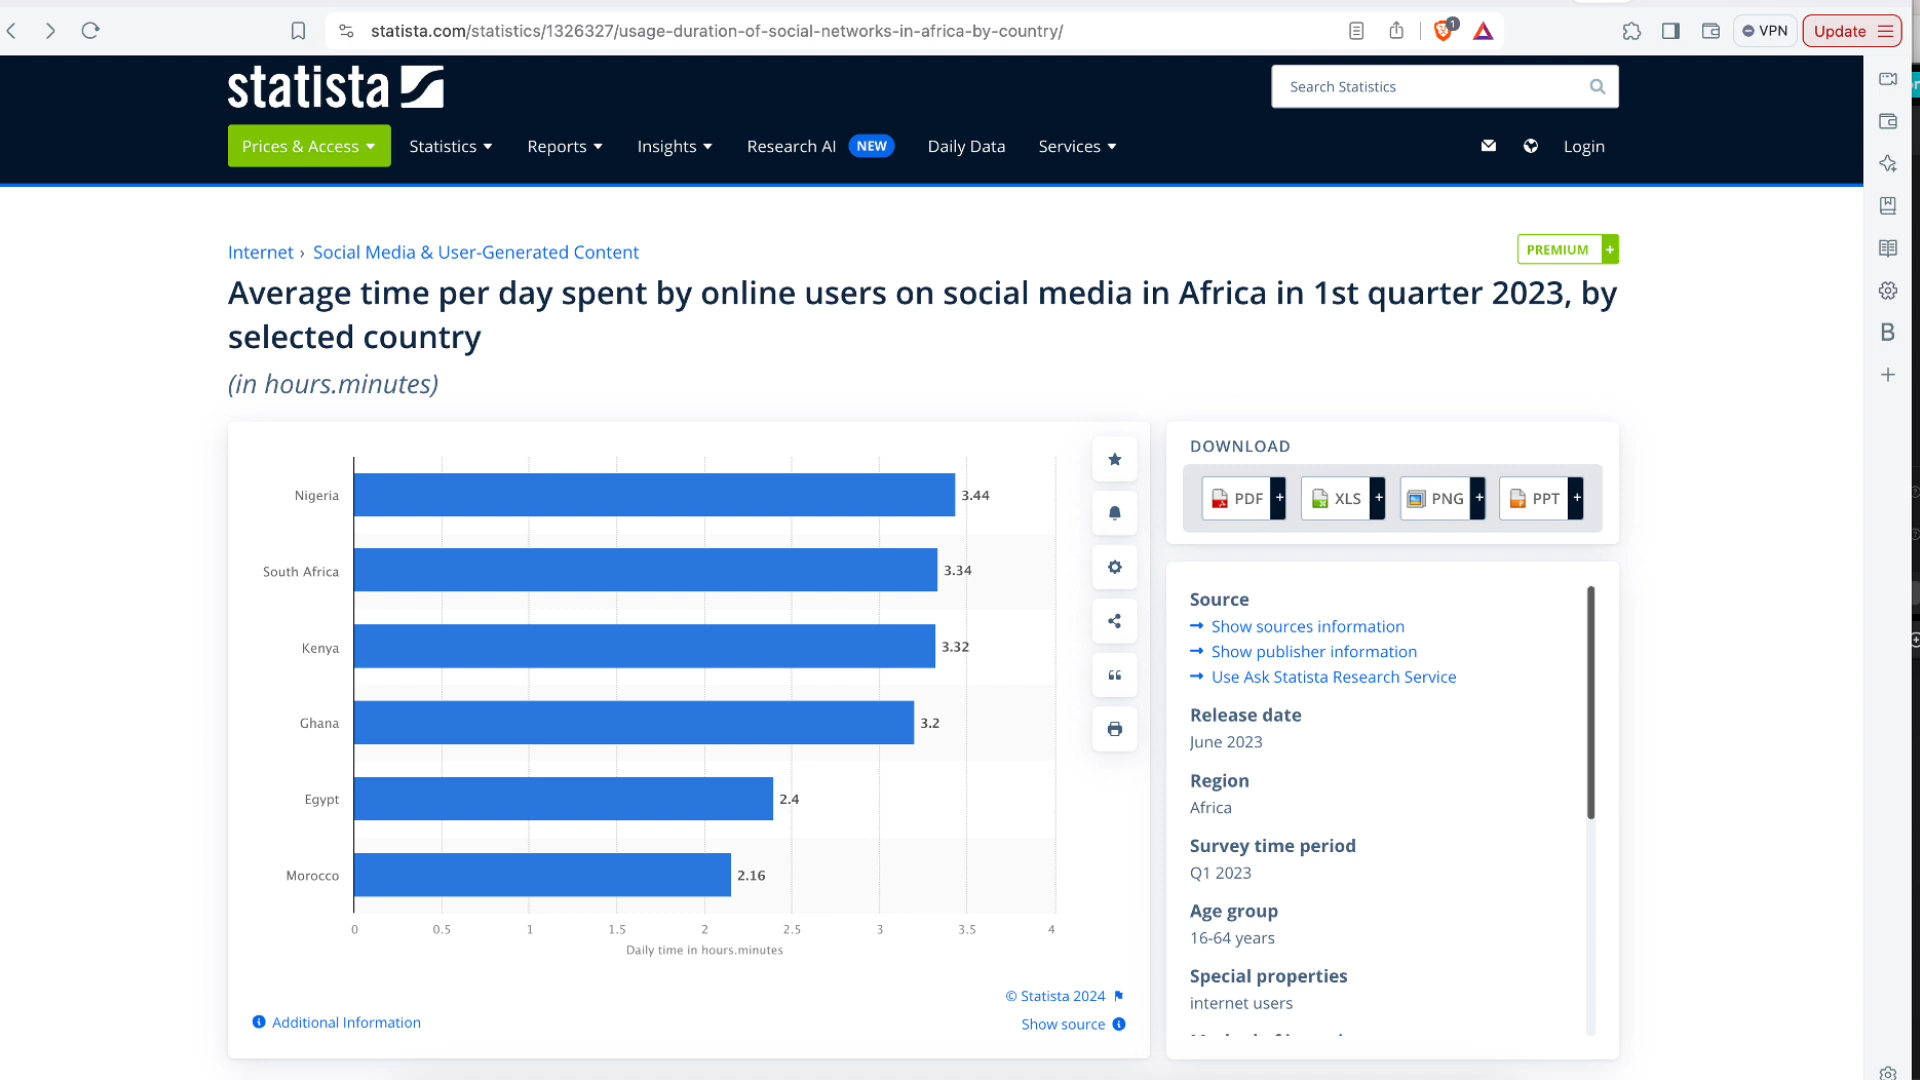 statista.com/statistics/1326327/usage-duration-of-social-networks-in-africa-by-country/
1
VPN
Update
statista
Search Statistics
Prices & Access
Statistics
Reports
Insights
Research AI NEW
Daily Data
Services
Login
Internet › Social Media & User-Generated Content
PREMIUM +
Average time per day spent by online users on social media in Africa in 1st quarter 2023, by
selected country
(in hours.minutes)
Nigeria 3.44
South Africa 3.34
Kenya 3.32
Ghana 3.2
Egypt 2.4
Morocco 2.16
0 0.5 1 1.5 2 2.5 3 3.5 4
Daily time in hours.minutes
© Statista 2024
Additional Information
Show source
DOWNLOAD
PDF + XLS + PNG + PPT +
Source
→ Show sources information
→ Show publisher information
→ Use Ask Statista Research Service
Release date
June 2023
Region
Africa
Survey time period
Q1 2023
Age group
16-64 years
Special properties
internet users
B